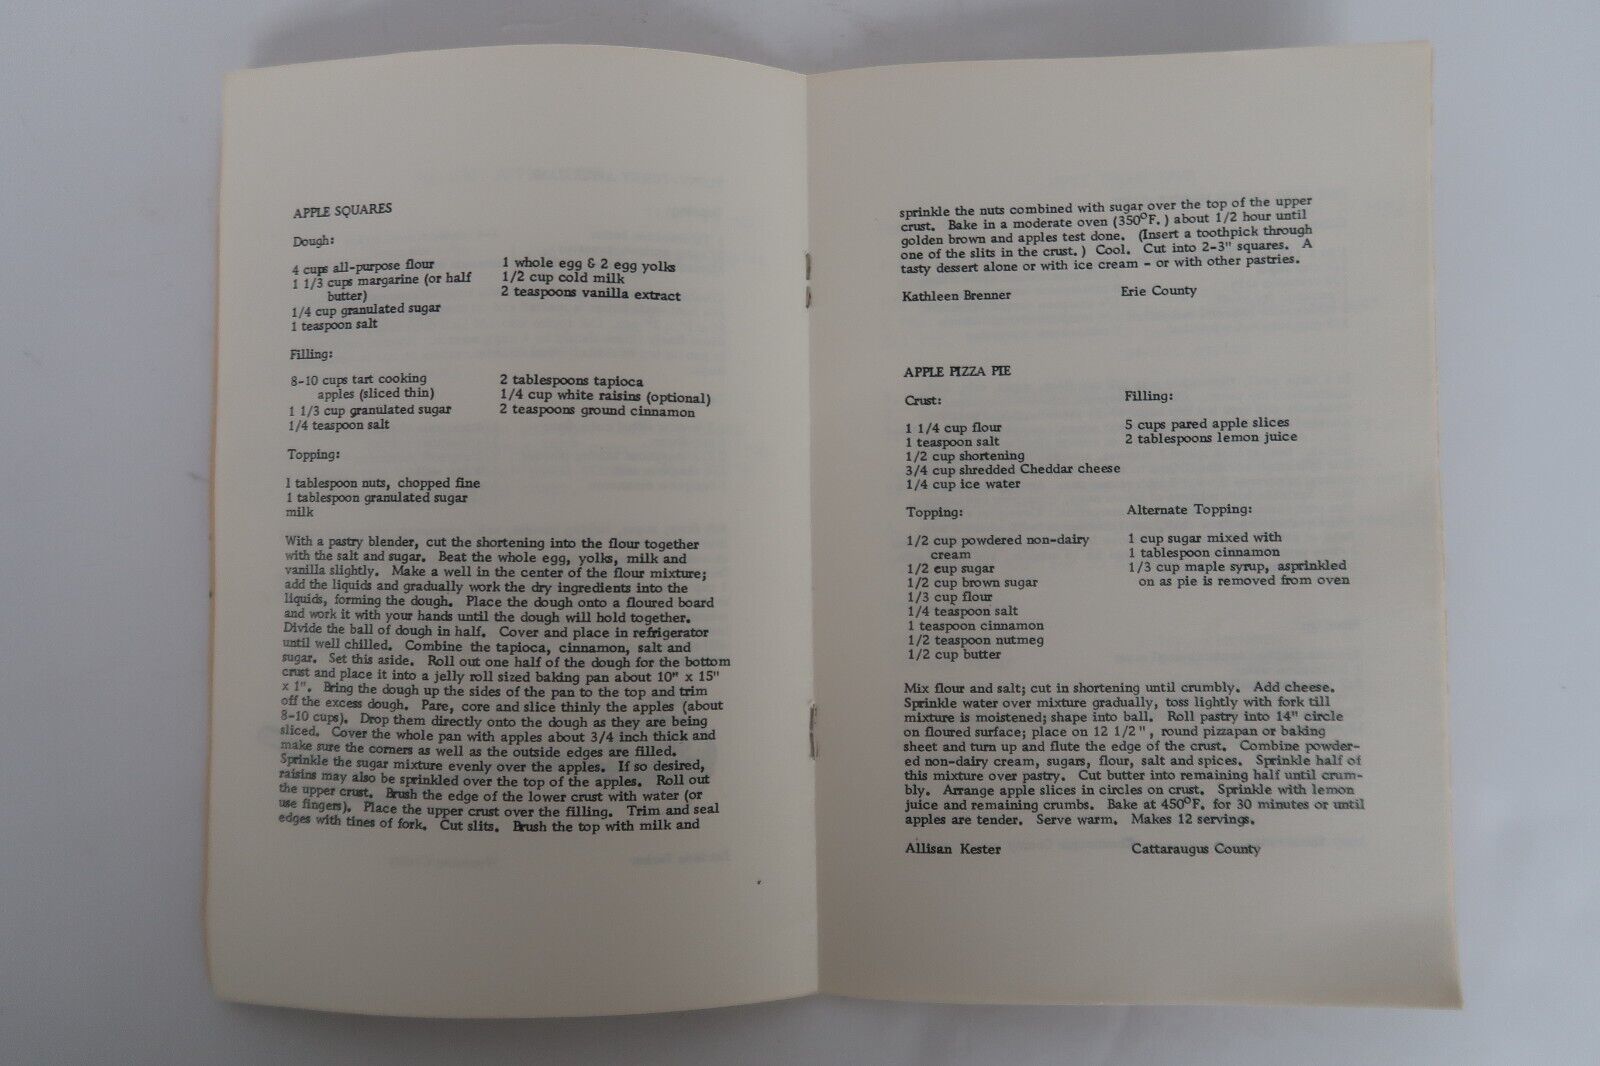 APPLE SQUARES
Dough:
4 cups all-purpose flour
1 1/3 cups margarine (or half
butter)
1/4 cup granulated sugar
1 teaspoon salt
1 whole egg & 2 egg yolks
1/2 cup cold milk
2 teaspoons vanilla extract
Filling:
8-10 cups tart cooking
apples (sliced thin)
1 1/3 cup granulated sugar
1/4 teaspoon salt
2 tablespoons tapioca
1/4 cup white raisins (optional)
2 teaspoons ground cinnamon
Topping:
1 tablespoon nuts, chopped fine
1 tablespoon granulated sugar
milk
With a pastry blender, cut the shortening into the flour together
with the salt and sugar. Beat the whole egg, yolks, milk and
vanilla slightly. Make a well in the center of the flour mixture;
add the liquids and gradually work the dry ingredients into the
liquids, forming the dough. Place the dough onto a floured board
and work it with your hands until the dough will hold together.
Divide the ball of dough in half. Cover and place in refrigerator
until well chilled. Combine the tapioca, cinnamon, salt and
sugar. Set this aside. Roll out one half of the dough for the bottom
crust and place it into a jelly roll sized baking pan about 10" x 15"
x 1". Bring the dough up the sides of the pan to the top and trim
off the excess dough. Pare, core and slice thinly the apples (about
8-10 cups). Drop them directly onto the dough as they are being
sliced. Cover the whole pan with apples about 3/4 inch thick and
make sure the corners as well as the outside edges are filled.
Sprinkle the sugar mixture evenly over the apples. If so desired,
raisins may also be sprinkled over the top of the apples. Roll out
the upper crust. Brush the edge of the lower crust with water (or
use fingers). Place the upper crust over the filling. Trim and seal
edges with tines of fork. Cut slits. Brush the top with milk and
sprinkle the nuts combined with sugar over the top of the upper
crust. Bake in a moderate oven (350°F.) about 1/2 hour until
golden brown and apples test done. (Insert a toothpick through
one of the slits in the crust.) Cool. Cut into 2-3" squares. A
tasty dessert alone or with ice cream - or with other pastries.
Kathleen Brenner Erie County
APPLE PIZZA PIE
Crust:
1 1/4 cup flour
1 teaspoon salt
1/2 cup shortening
3/4 cup shredded Cheddar cheese
1/4 cup ice water
Filling:
5 cups pared apple slices
2 tablespoons lemon juice
Topping:
1/2 cup powdered non-dairy
cream
1/2 cup sugar
1/2 cup brown sugar
1/3 cup flour
1/4 teaspoon salt
1 teaspoon cinnamon
1/2 teaspoon nutmeg
1/2 cup butter
Alternate Topping:
1 cup sugar mixed with
1 tablespoon cinnamon
1/3 cup maple syrup, asprinkled
on as pie is removed from oven
Mix flour and salt; cut in shortening until crumbly. Add cheese.
Sprinkle water over mixture gradually, toss lightly with fork till
mixture is moistened; shape into ball. Roll pastry into 14" circle
on floured surface; place on 12 1/2", round pizzapan or baking
sheet and turn up and flute the edge of the crust. Combine powder-
ed non-dairy cream, sugars, flour, salt and spices. Sprinkle half of
this mixture over pastry. Cut butter into remaining half until crum-
bly. Arrange apple slices in circles on crust. Sprinkle with lemon
juice and remaining crumbs. Bake at 450°F. for 30 minutes or until
apples are tender. Serve warm. Makes 12 servings.
Allisan Kester Cattaraugus County